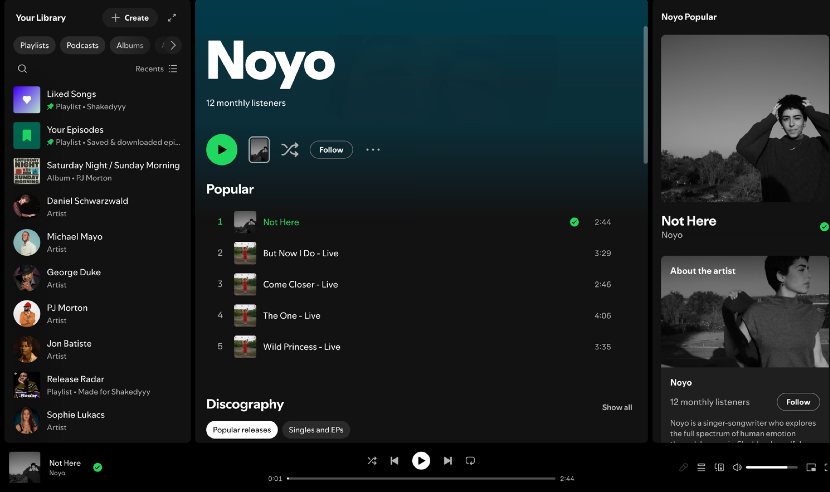 Your Library
+ Create
Playlists
Podcasts
Albums
Recents
Liked Songs
Playlist • Shakedyyy
Your Episodes
Playlist • Saved & downloaded epi...
SATURDAY NIGHT SUNDAY MORNING
Saturday Night / Sunday Morning
Album • PJ Morton
Daniel Schwarzwald
Artist
Michael Mayo
Artist
George Duke
Artist
PJ Morton
Artist
Jon Batiste
Artist
Release Radar
Playlist • Made for Shakedyyy
Sophie Lukacs
Artist
Noyo
12 monthly listeners
Follow
Popular
1 Not Here 2:44
2 But Now I Do - Live 3:29
3 Come Closer - Live 2:46
4 The One - Live 4:06
5 Wild Princess - Live 3:35
Discography
Show all
Popular releases
Singles and EPs
Noyo Popular
Not Here
Noyo
About the artist
Noyo
12 monthly listeners
Follow
Noyo is a singer-songwriter who explores
the full spectrum of human emotion
Not Here
Noyo
0:01
2:44